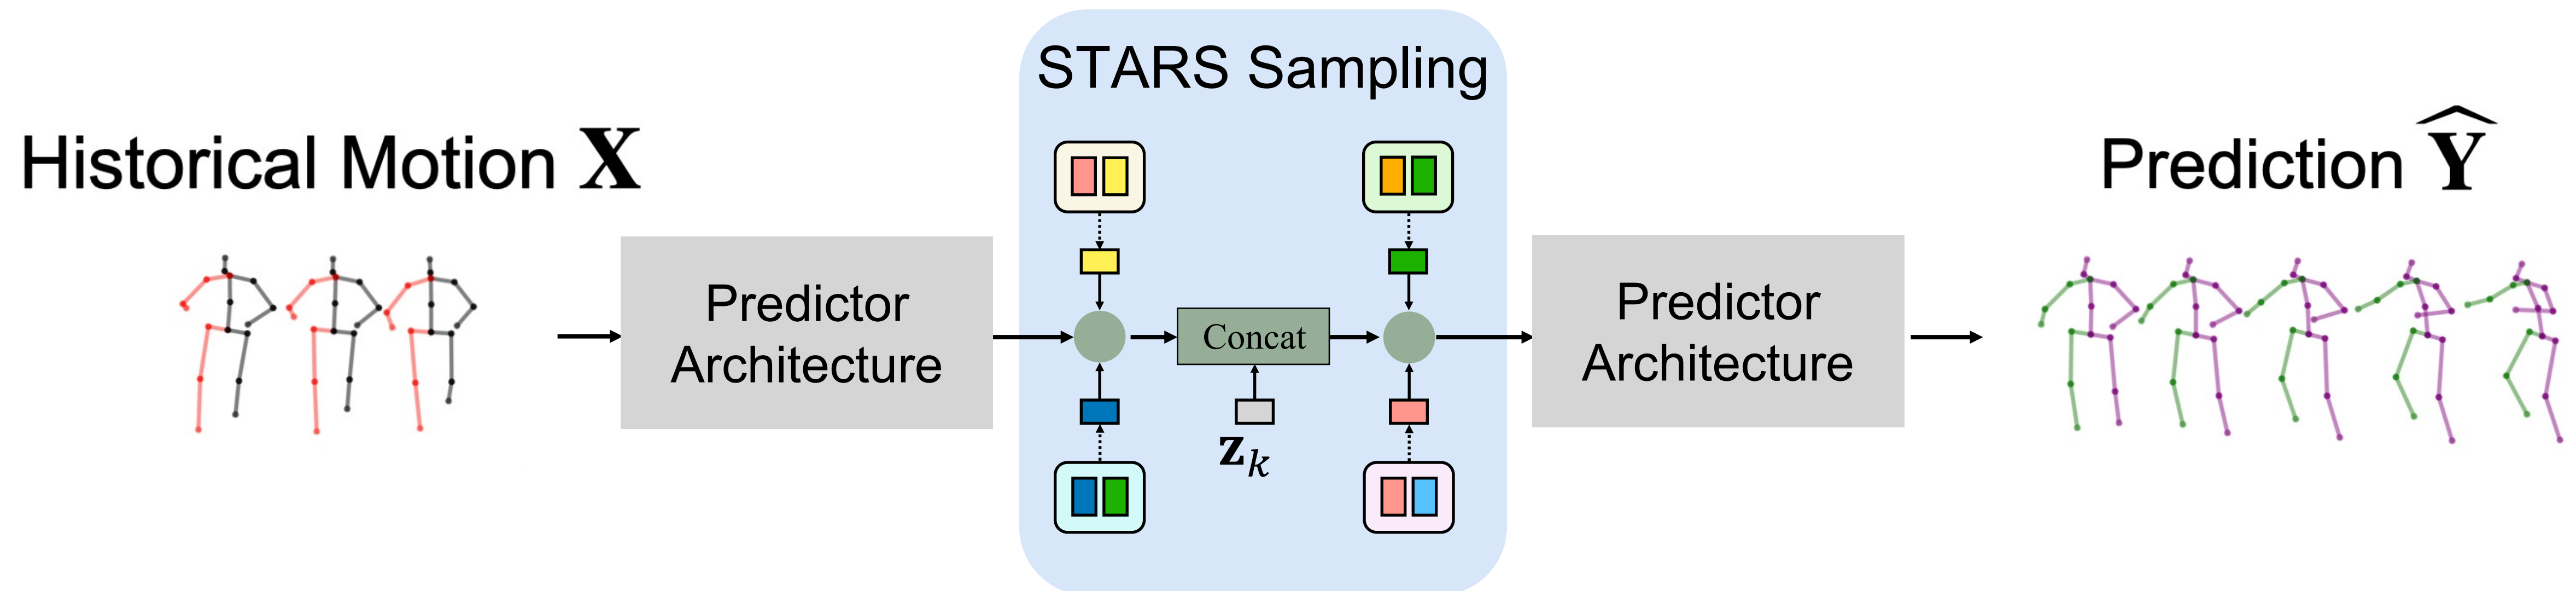 STARS Sampling
Historical Motion X
Prediction Ŷ
Predictor
Architecture
Concat
z_k
Predictor
Architecture